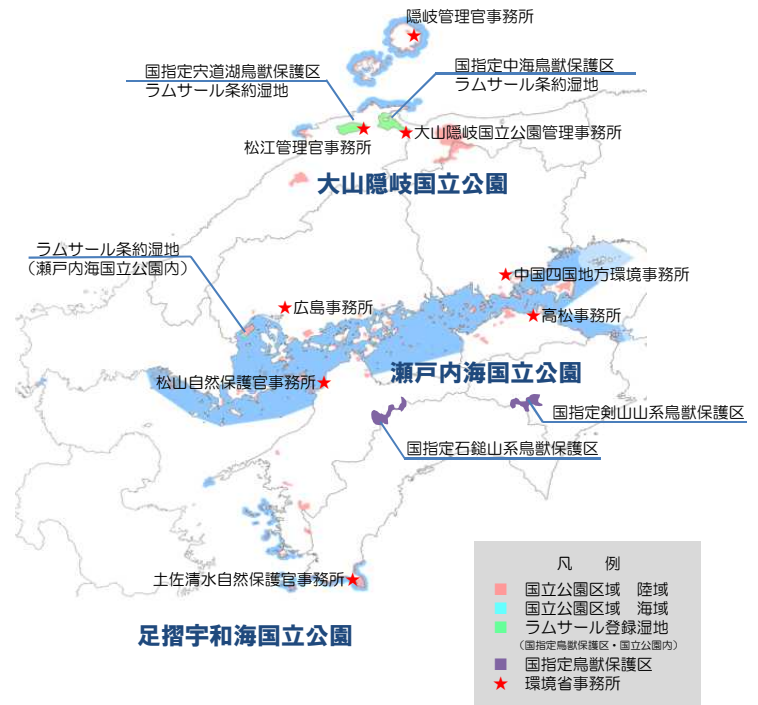 隠岐管理官事務所
国指定宍道湖鳥獣保護区
ラムサール条約湿地
国指定中海鳥獣保護区
ラムサール条約湿地
松江管理官事務所
大山隠岐国立公園管理事務所
大山隠岐国立公園
ラムサール条約湿地
（瀬戸内海国立公園内）
中国四国地方環境事務所
広島事務所
高松事務所
瀬戸内海国立公園
松山自然保護官事務所
国指定剣山山系鳥獣保護区
国指定石鎚山系鳥獣保護区
土佐清水自然保護官事務所
足摺宇和海国立公園
凡　例
国立公園区域　陸域
国立公園区域　海域
ラムサール登録湿地
（国指定鳥獣保護区・国立公園内）
国指定鳥獣保護区
環境省事務所